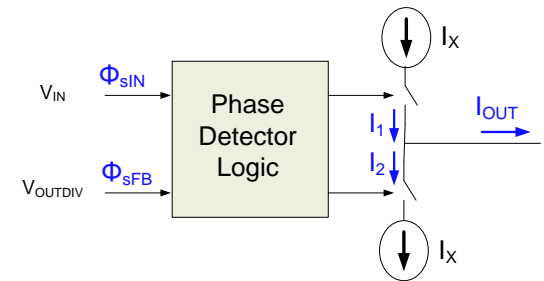 I_X
V_IN
Φ_sIN
Phase
Detector
Logic
I_1
I_OUT
I_2
V_OUTDIV
Φ_sFB
I_X